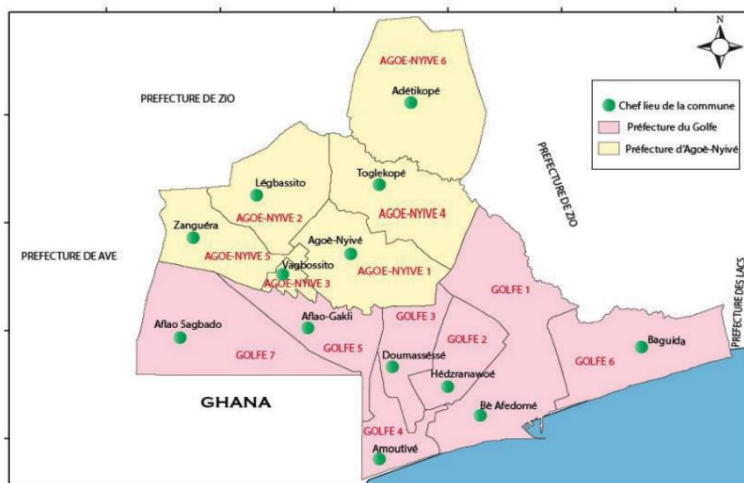 N
AGOE-NYIVE 6
Adétikopé
PREFECTURE DE ZIO
Chef lieu de la commune
Préfecture du Golfe
Préfecture d'Agoè-Nyivé
Toglekopé
Légbassito
PREFECTURE DE ZIO
AGOE-NYIVE 2
AGOE-NYIVE 4
Zanguéra
Agoè-Nyivé
PREFECTURE DE AVE
AGOE-NYIVE 5
Vagbossito
AGOE-NYIVE 1
AGOE-NYIVE 3
GOLFE 1
PREFECTURE DES LACS
Aflao Sagbado
Aflao-Gakli
GOLFE 3
GOLFE 2
Baguida
GOLFE 7
GOLFE 5
Doumasséssé
GOLFE 6
Hédzranawoé
GHANA
Bè Afedomé
GOLFE 4
Amoutivé